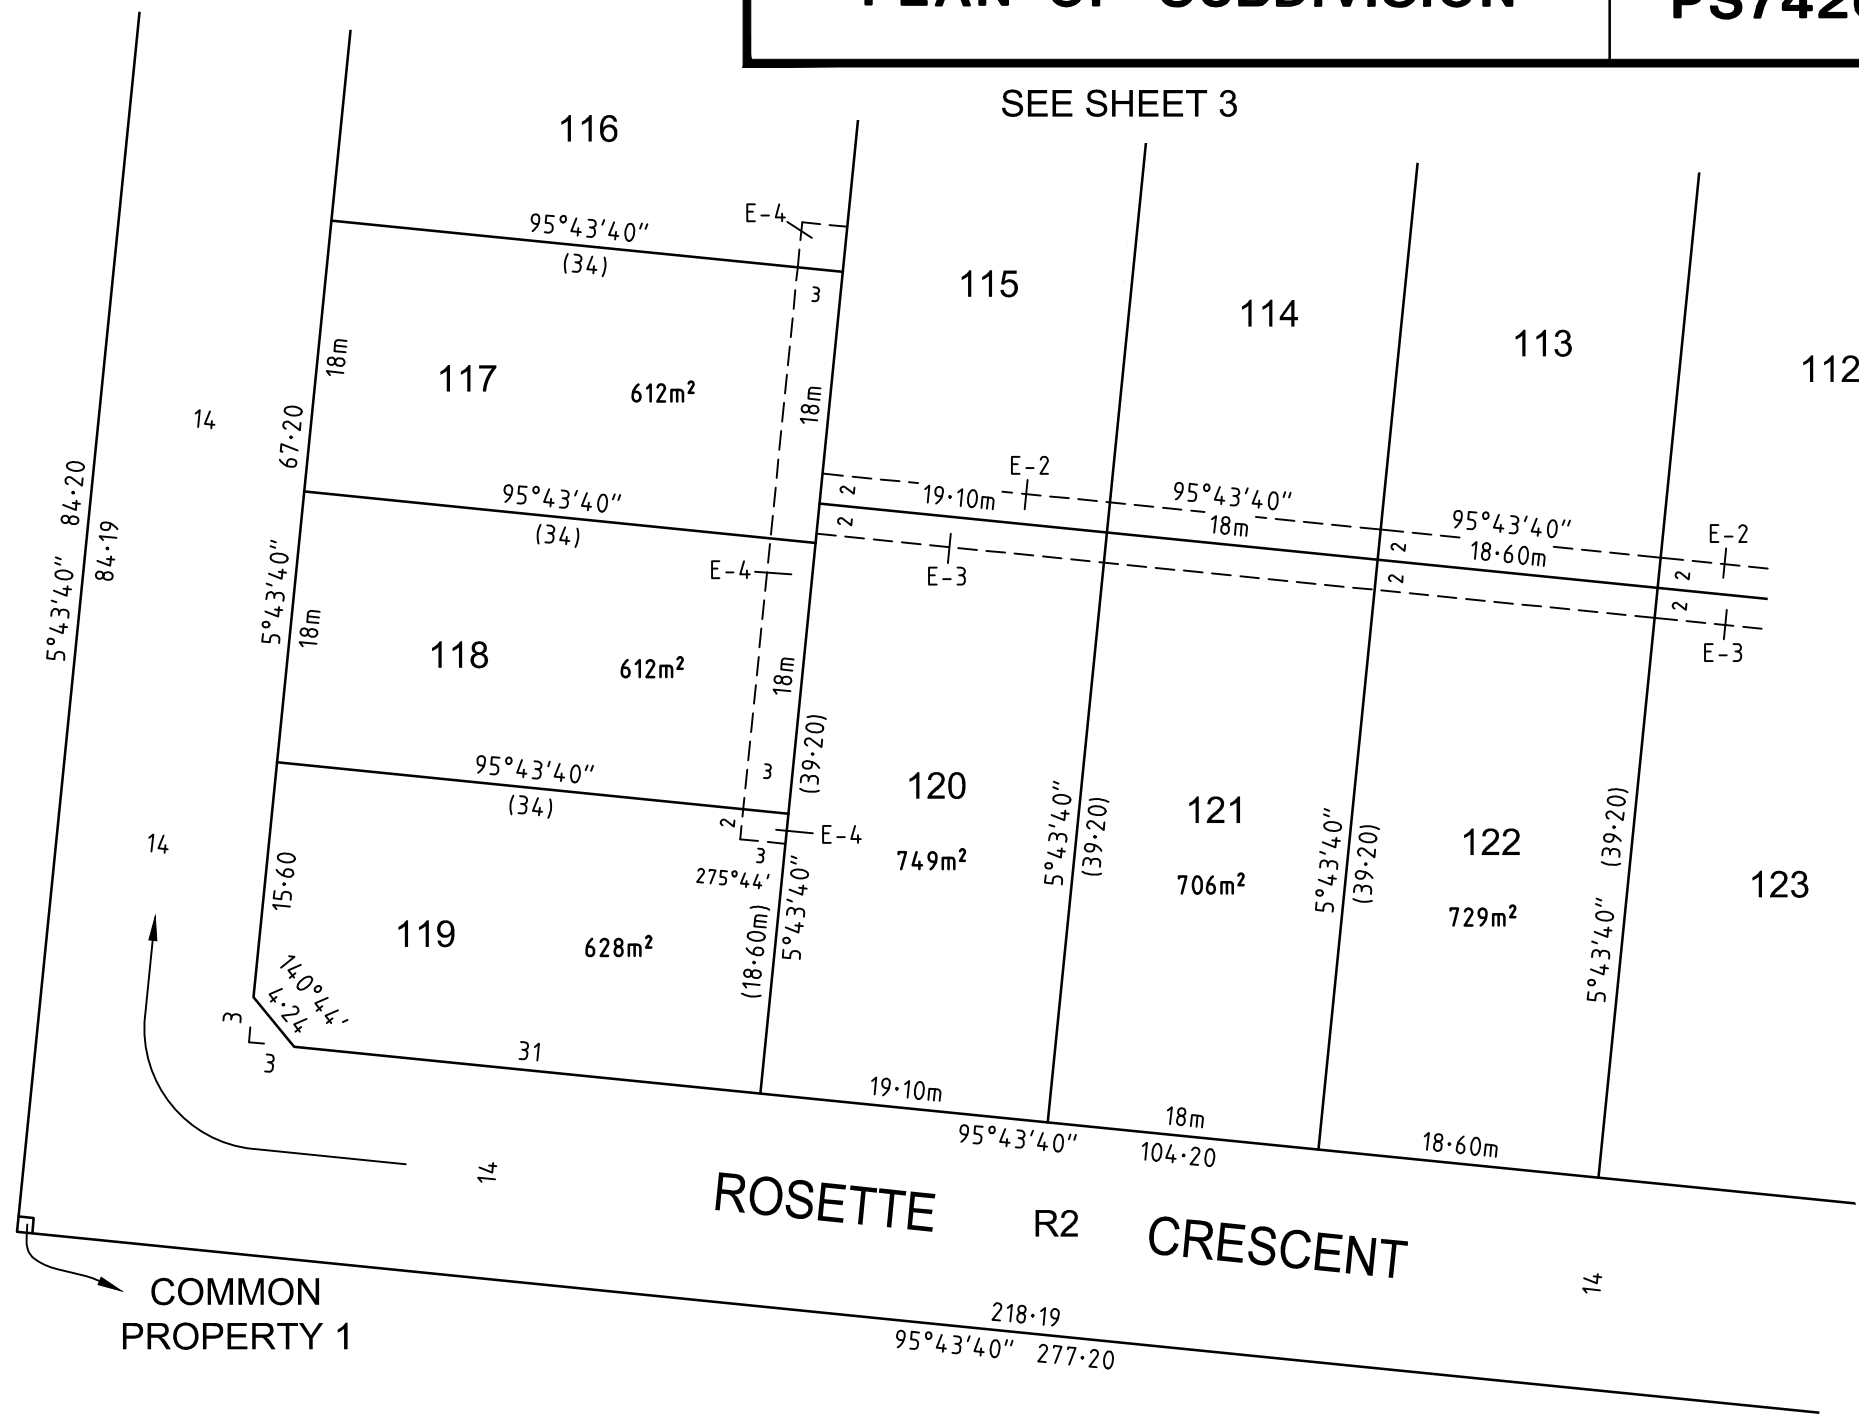 PLAN OF SUBDIVISION
SEE SHEET 3
116
E-4
95°43'40"
(34)
3
115
114
113
112
18m
117
612m²
18m
14
67·20
84·20
84·19
5°43'40"
E-2
2
19·10m
95°43'40"
18m
95°43'40"
2
18·60m
E-2
2
95°43'40"
(34)
2
E-3
2
2
E-3
E-4
5°43'40"
18m
118
612m²
18m
(39·20)
95°43'40"
(34)
3
2
E-4
3
275°44'
120
749m²
5°43'40"
(39·20)
121
706m²
5°43'40"
(39·20)
122
729m²
5°43'40"
(39·20)
123
14
15·60
119
628m²
(18·60m)
5°43'40"
140°44'
4·24
3
3
31
19·10m
18m
18·60m
95°43'40"
104·20
14
ROSETTE R2 CRESCENT
14
COMMON
PROPERTY 1
218·19
95°43'40" 277·20